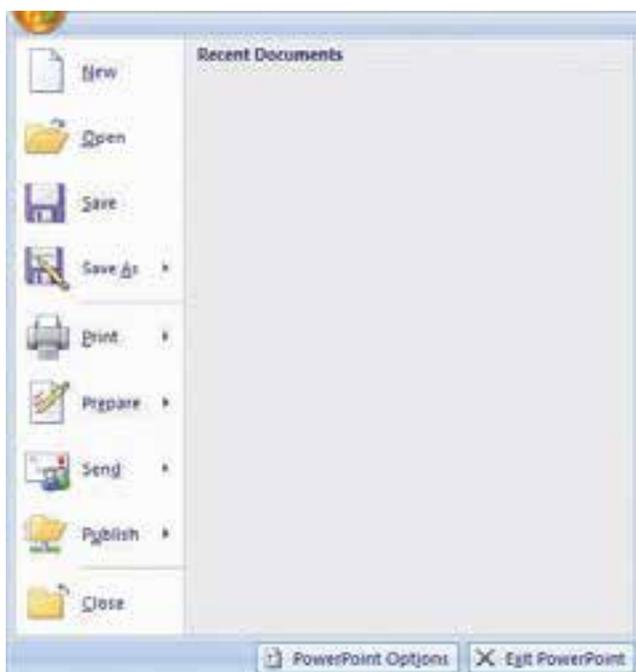 New
Recent Documents
Open
Save
Save As
Print
Prepare
Send
Publish
Close
PowerPoint Options
Exit PowerPoint